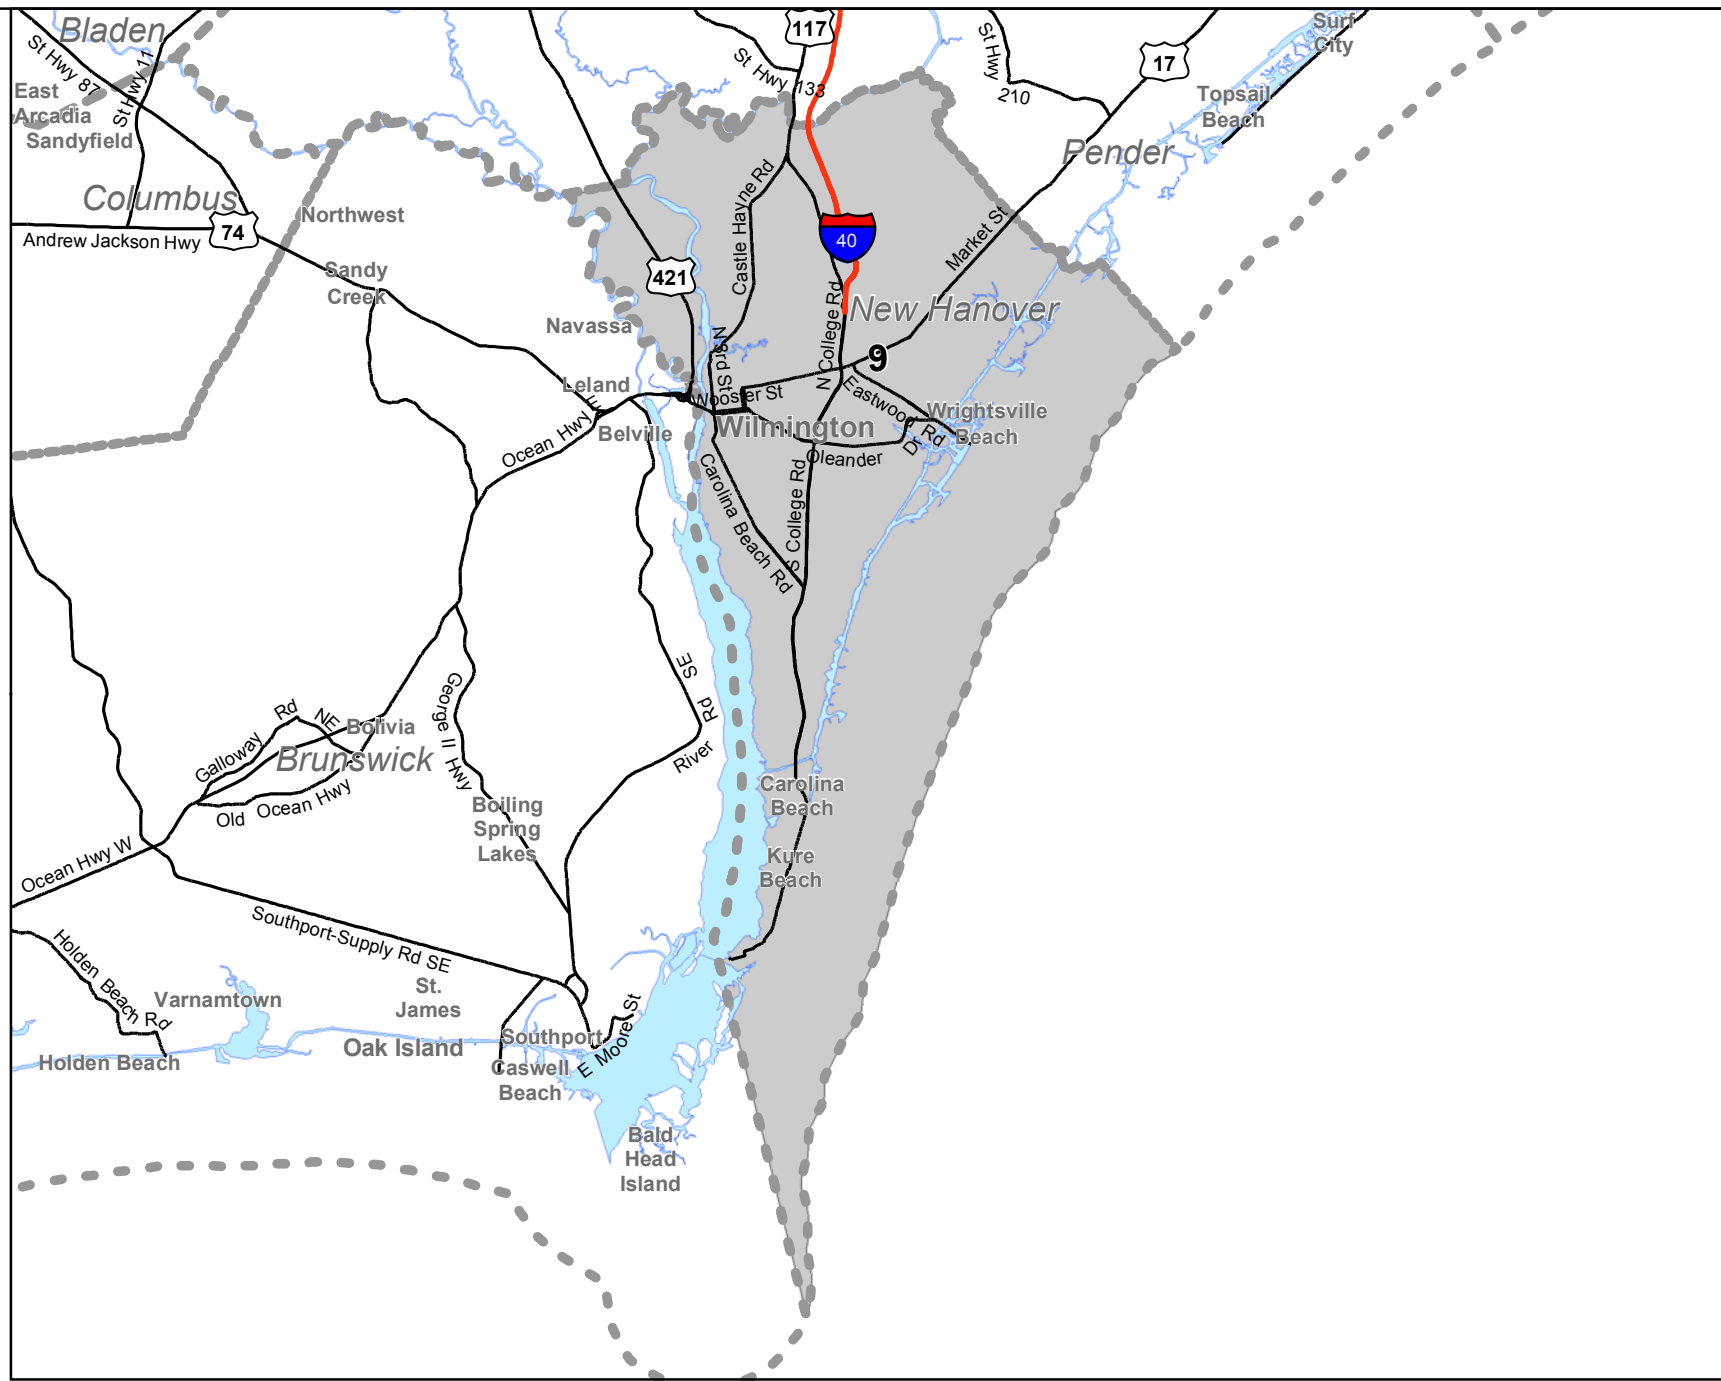 Bladen
St Hwy 87
St Hwy 11
East
Arcadia
Sandyfield
Columbus
74
Andrew Jackson Hwy
Northwest
Sandy
Creek
117
St Hwy 133
St Hwy
210
17
Surf
City
Topsail
Beach
Pender
40
421
Castle Hayne Rd
Market St
New Hanover
N College Rd
9
Navassa
N 3rd St
Leland
Wooster St
Eastwood Rd
Wrightsville
Beach
Wilmington
Belville
Ocean Hwy E
Oleander
Dr
Carolina Beach Rd
S College Rd
River
Rd
SE
George II Hwy
Galloway
Rd
NE
Bolivia
Brunswick
Old
Ocean Hwy
Boiling
Spring
Lakes
Carolina
Beach
Kure
Beach
Ocean Hwy W
Southport-Supply Rd SE
Holden Beach Rd
Varnamtown
St.
James
Holden Beach
Oak Island
Southport
E Moore St
Caswell
Beach
Bald
Head
Island